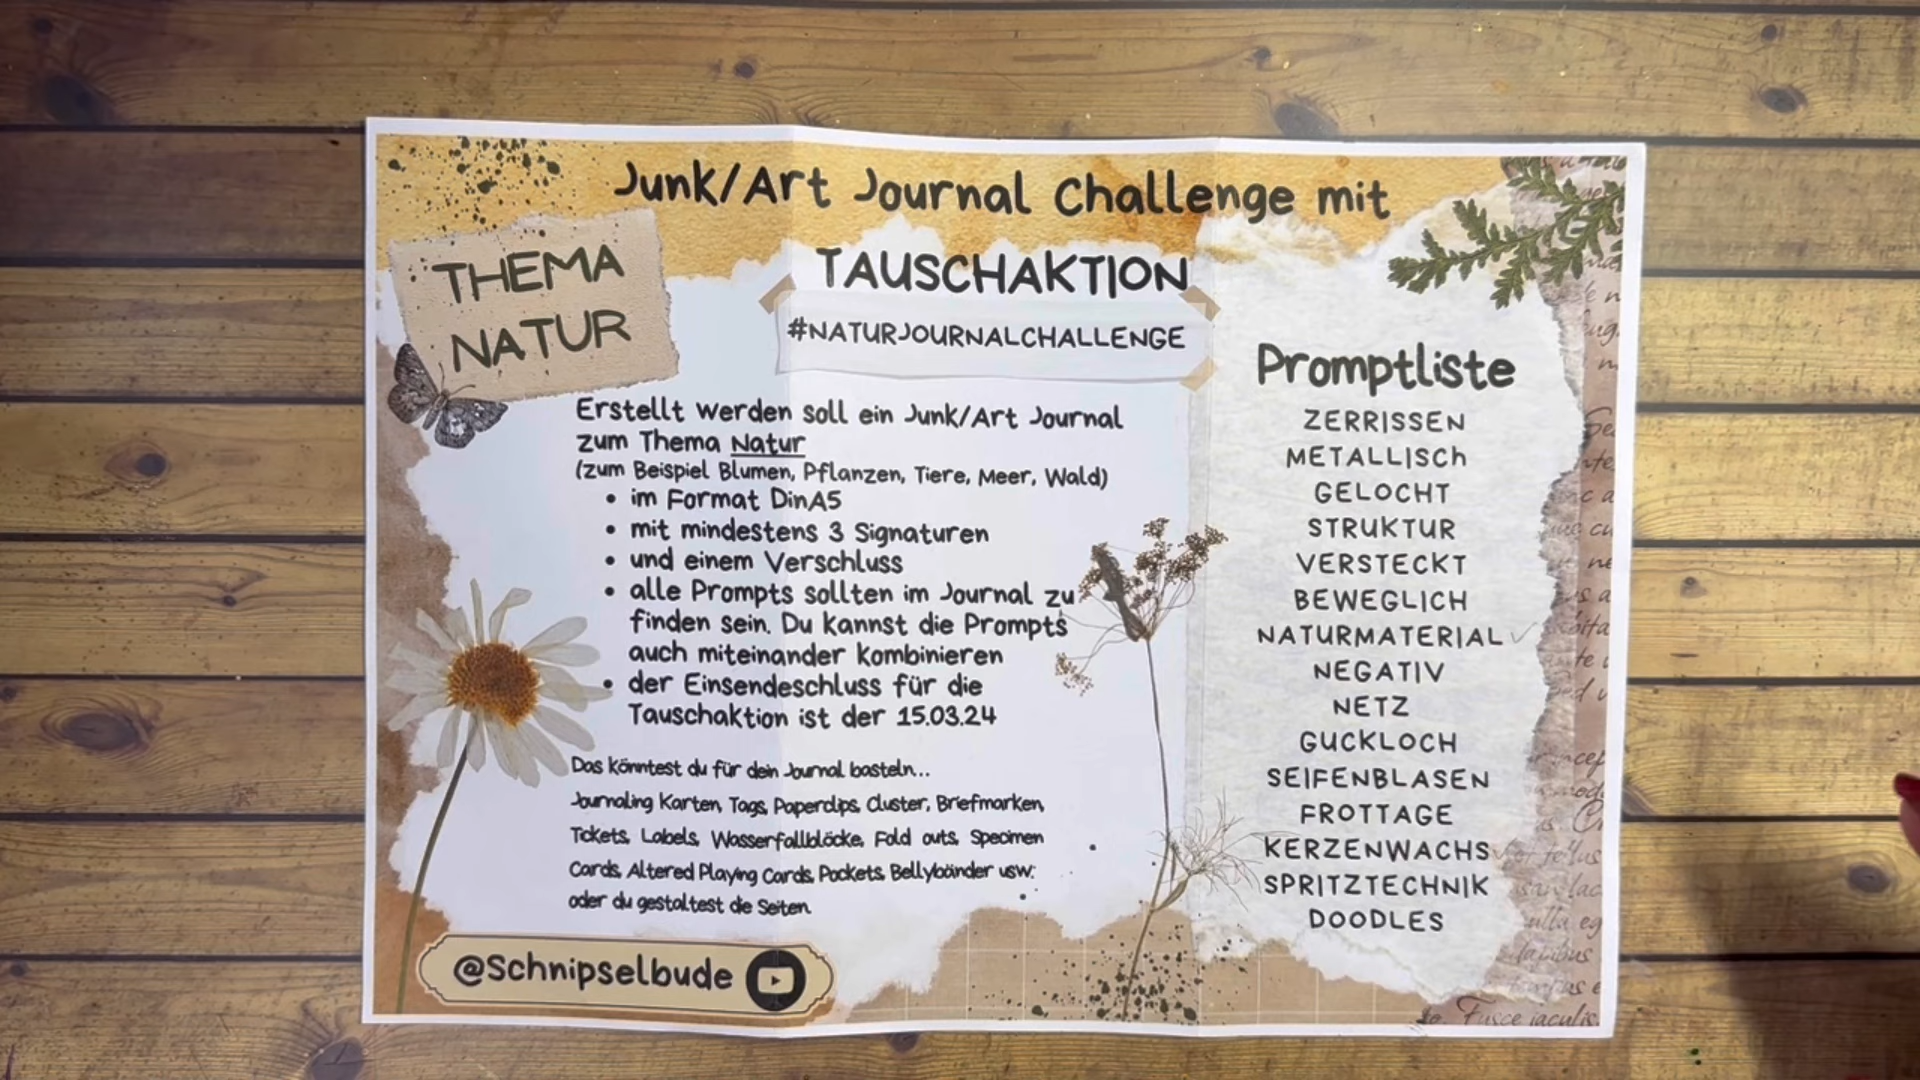 Junk/Art Journal Challenge mit
THEMA
NATUR
TAUSCHAKTION
#NATURJOURNALCHALLENGE
Erstellt werden soll ein Junk/Art Journal
zum Thema Natur
(zum Beispiel Blumen, Pflanzen, Tiere, Meer, Wald)
• im Format DinA5
• mit mindestens 3 Signaturen
• und einem Verschluss
• alle Prompts sollten im Journal zu
finden sein. Du kannst die Prompts
auch miteinander kombinieren
• der Einsendeschluss für die
Tauschaktion ist der 15.03.24
Das könntest du für dein Journal basteln...
Journaling Karten, Tags, Paperclips, Cluster, Briefmarken,
Tickets, Labels, Wasserfallblöcke, Fold outs, Specimen
Cards, Altered Playing Cards, Pockets, Bellybänder usw.
oder du gestaltest die Seiten.
@Schnipselbude
Promptliste
ZERRISSEN
METALLISCh
GELOCHT
STRUKTUR
VERSTECKT
BEWEGLICH
NATURMATERIAL
NEGATIV
NETZ
GUCKLOCH
SEIFENBLASEN
FROTTAGE
KERZENWACHS
SPRITZTECHNIK
DOODLES
Fusce iaculis